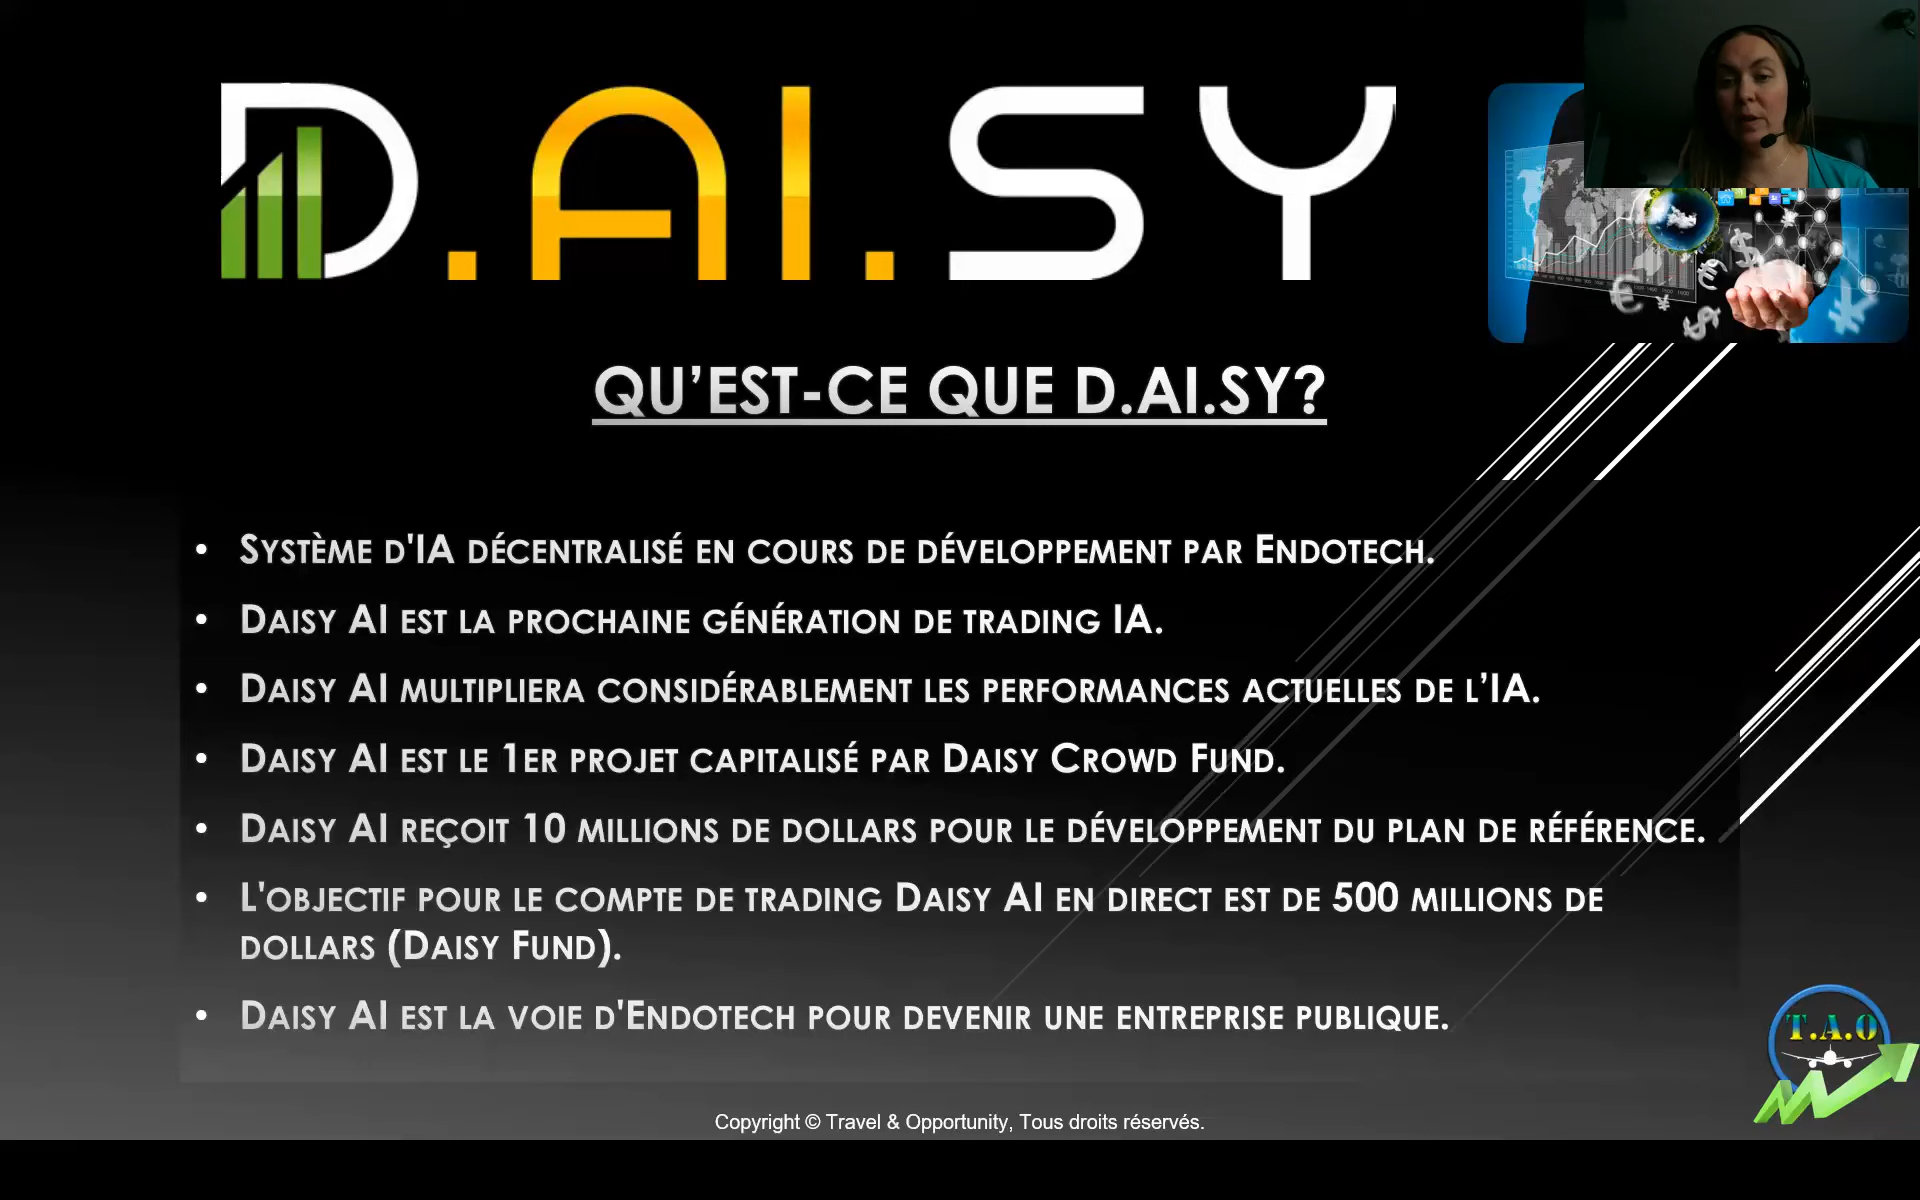 D.AI.SY
QU'EST-CE QUE D.AI.SY?
• SYSTÈME D'IA DÉCENTRALISÉ EN COURS DE DÉVELOPPEMENT PAR ENDOTECH.
• DAISY AI EST LA PROCHAINE GÉNÉRATION DE TRADING IA.
• DAISY AI MULTIPLIERA CONSIDÉRABLEMENT LES PERFORMANCES ACTUELLES DE L'IA.
• DAISY AI EST LE 1ER PROJET CAPITALISÉ PAR DAISY CROWD FUND.
• DAISY AI REÇOIT 10 MILLIONS DE DOLLARS POUR LE DÉVELOPPEMENT DU PLAN DE RÉFÉRENCE.
• L'OBJECTIF POUR LE COMPTE DE TRADING DAISY AI EN DIRECT EST DE 500 MILLIONS DE
DOLLARS (DAISY FUND).
• DAISY AI EST LA VOIE D'ENDOTECH POUR DEVENIR UNE ENTREPRISE PUBLIQUE.
T.A.O
Copyright © Travel & Opportunity, Tous droits réservés.